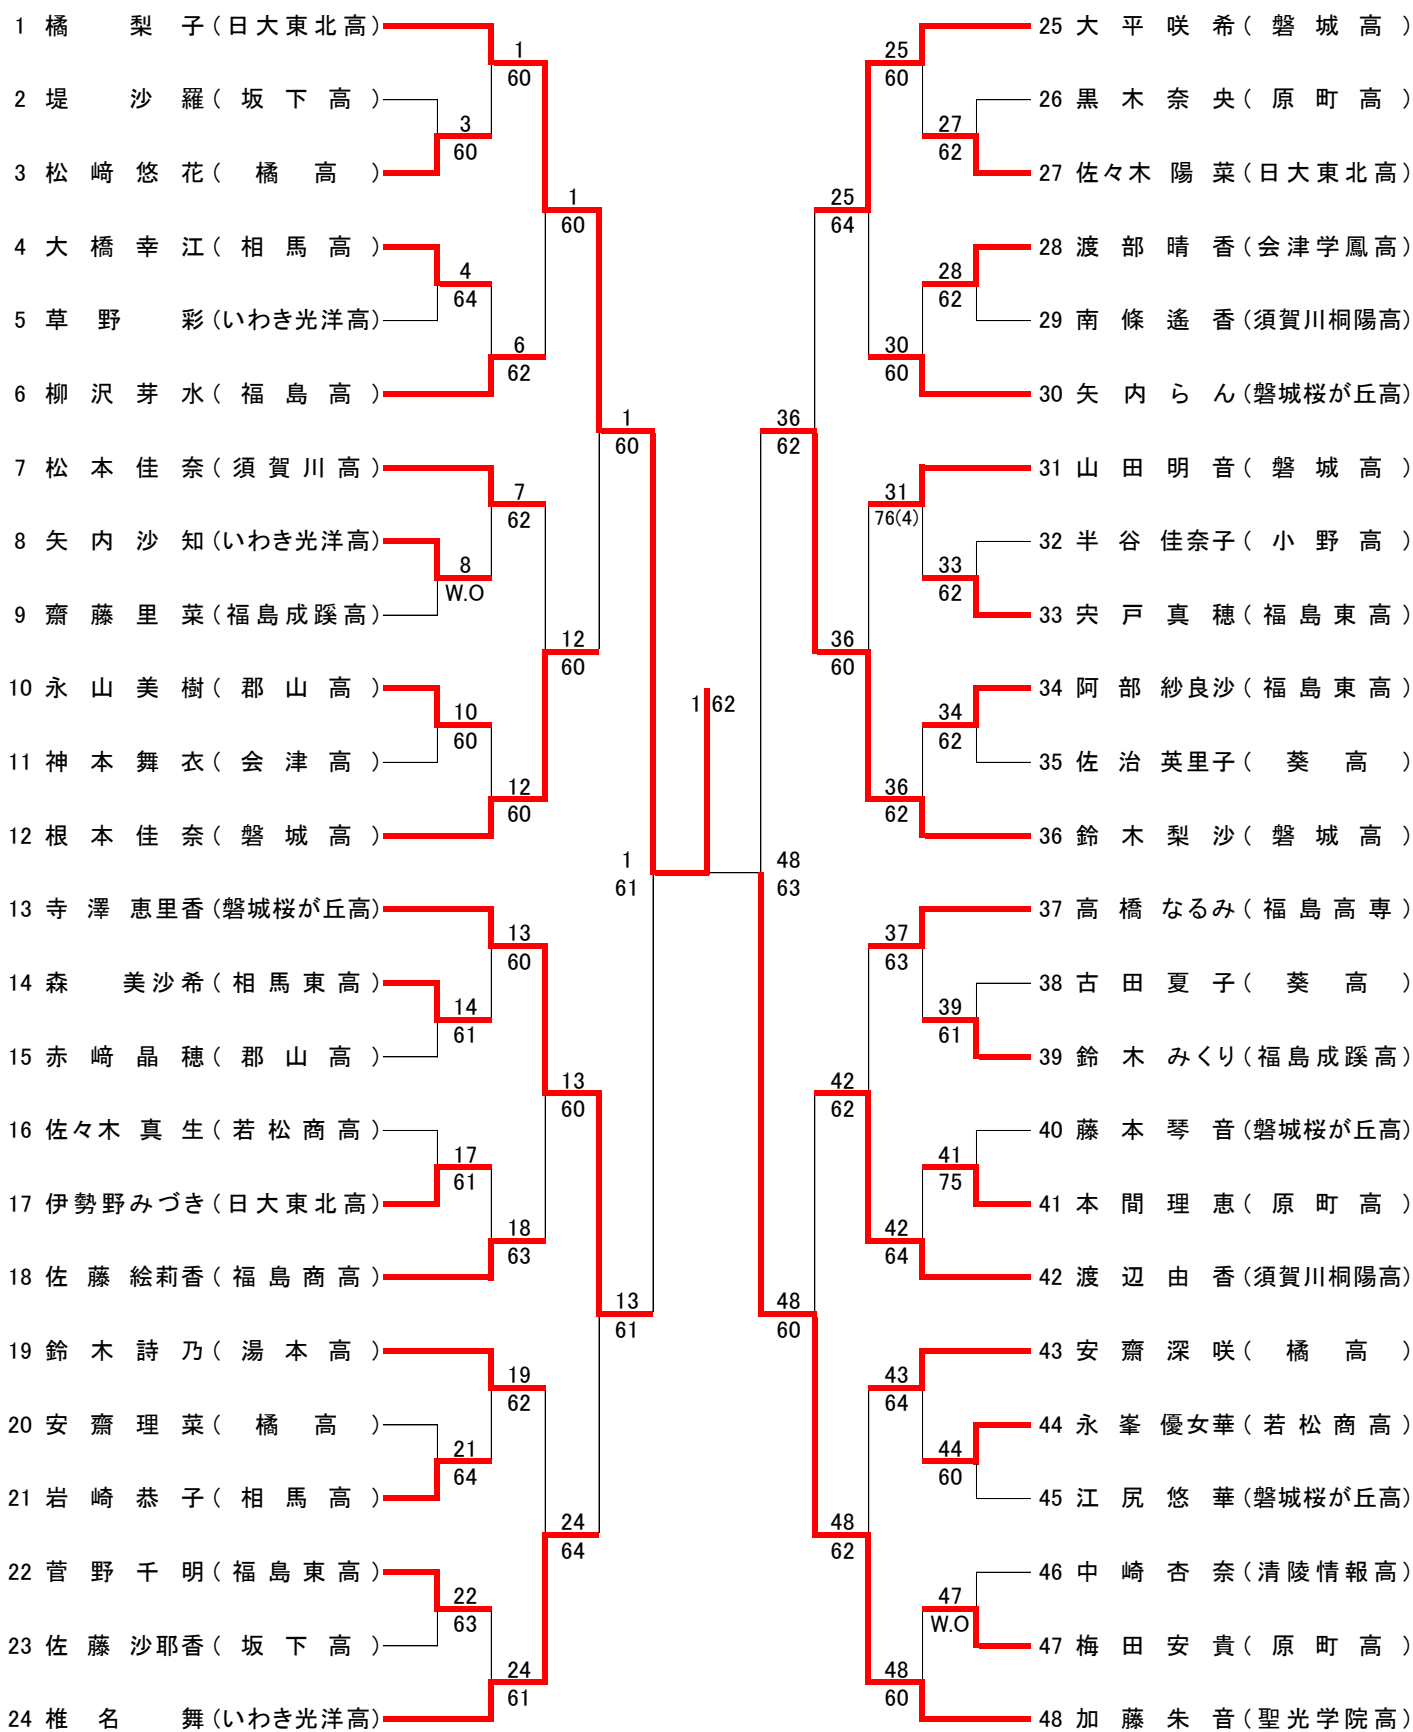 1 橘 梨 子 (日大東北高)
2 堤 沙 羅 ( 坂 下 高 )
3 松 﨑 悠 花 ( 橘 高 )
4 大 橋 幸 江 ( 相 馬 高 )
5 草 野 彩 (いわき光洋高)
6 柳 沢 芽 水 ( 福 島 高 )
7 松 本 佳 奈 ( 須 賀 川 高 )
8 矢 内 沙 知 (いわき光洋高)
9 齋 藤 里 菜 (福島成蹊高)
10 永 山 美 樹 ( 郡 山 高 )
11 神 本 舞 衣 ( 会 津 高 )
12 根 本 佳 奈 ( 磐 城 高 )
13 寺 澤 恵里香 (磐城桜が丘高)
14 森 美沙希 ( 相 馬 東 高 )
15 赤 﨑 晶 穂 ( 郡 山 高 )
16 佐々木 真 生 ( 若 松 商 高 )
17 伊勢野みづき (日大東北高)
18 佐 藤 絵莉香 ( 福 島 商 高 )
19 鈴 木 詩 乃 ( 湯 本 高 )
20 安 齋 理 菜 ( 橘 高 )
21 岩 崎 恭 子 ( 相 馬 高 )
22 菅 野 千 明 ( 福 島 東 高 )
23 佐 藤 沙耶香 ( 坂 下 高 )
24 椎 名 舞 (いわき光洋高)
1
60
3
60
1
60
4
64
6
62
1
60
7
62
8
W.O
12
60
10
60
12
60
1
61
13
60
14
61
13
60
17
61
18
63
13
61
19
62
21
64
24
64
22
63
24
61
1 62
25
60
27
62
25
64
28
62
30
60
36
62
31
76(4)
33
62
36
60
34
62
36
62
48
63
37
63
39
61
42
62
41
75
42
64
48
60
43
64
44
60
48
62
47
W.O
48
60
25 大 平 咲 希 ( 磐 城 高 )
26 黒 木 奈 央 ( 原 町 高 )
27 佐々木 陽 菜 (日大東北高)
28 渡 部 晴 香 (会津学鳳高)
29 南 條 遙 香 (須賀川桐陽高)
30 矢 内 ら ん (磐城桜が丘高)
31 山 田 明 音 ( 磐 城 高 )
32 半 谷 佳奈子 ( 小 野 高 )
33 宍 戸 真 穂 ( 福 島 東 高 )
34 阿 部 紗良沙 ( 福 島 東 高 )
35 佐 治 英里子 ( 葵 高 )
36 鈴 木 梨 沙 ( 磐 城 高 )
37 高 橋 なるみ ( 福 島 高 専 )
38 古 田 夏 子 ( 葵 高 )
39 鈴 木 みくり (福島成蹊高)
40 藤 本 琴 音 (磐城桜が丘高)
41 本 間 理 恵 ( 原 町 高 )
42 渡 辺 由 香 (須賀川桐陽高)
43 安 齋 深 咲 ( 橘 高 )
44 永 峯 優女華 ( 若 松 商 高 )
45 江 尻 悠 華 (磐城桜が丘高)
46 中 崎 杏 奈 (清陵情報高)
47 梅 田 安 貴 ( 原 町 高 )
48 加 藤 朱 音 (聖光学院高)